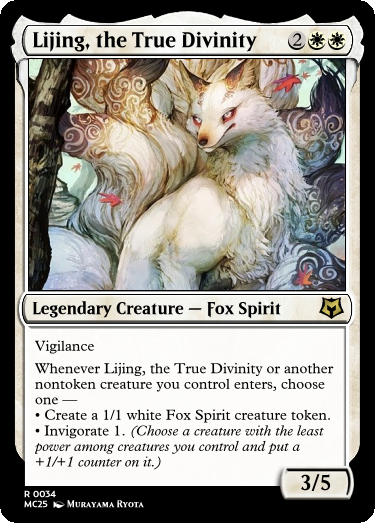 Lijing, the True Divinity 2
Legendary Creature — Fox Spirit
Vigilance
Whenever Lijing, the True Divinity or another
nontoken creature you control enters, choose
one —
• Create a 1/1 white Fox Spirit creature token.
• Invigorate 1. (Choose a creature with the least
power among creatures you control and put a
+1/+1 counter on it.)
3/5
R 0034
MC25 Murayama Ryota